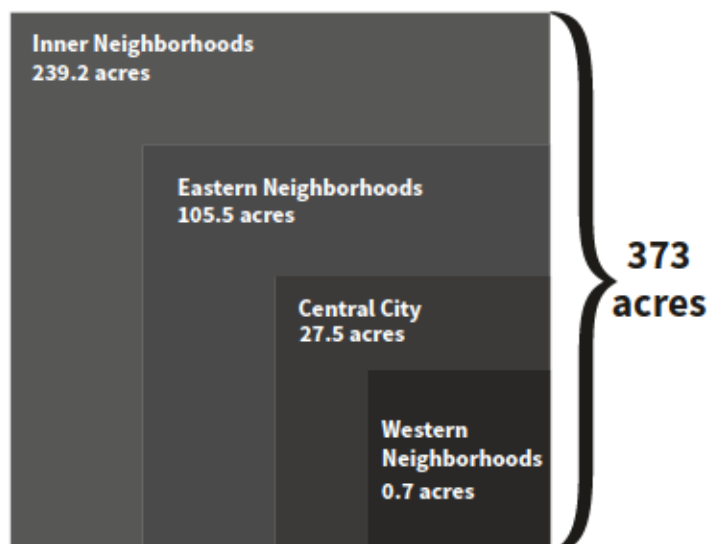 Inner Neighborhoods
239.2 acres
Eastern Neighborhoods
105.5 acres
Central City
27.5 acres
Western
Neighborhoods
0.7 acres
373
acres